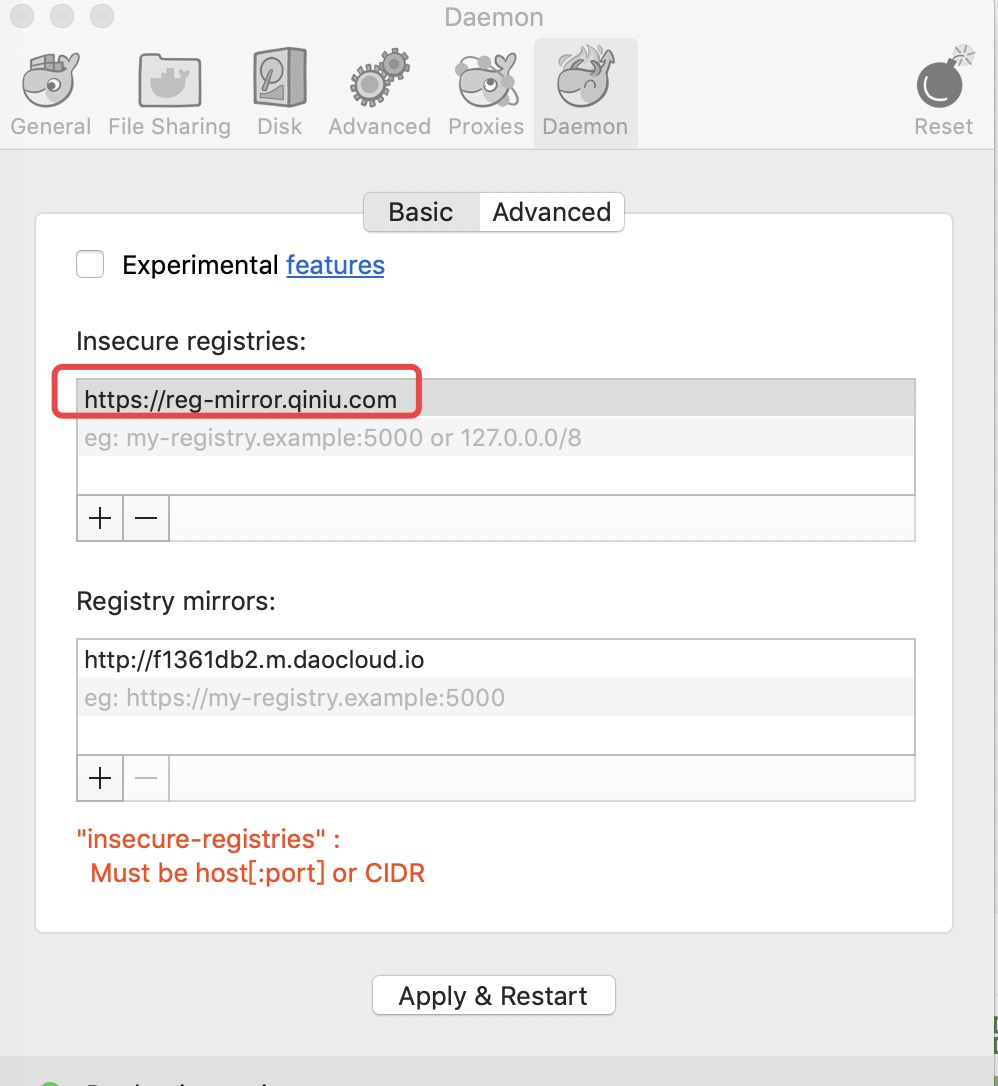 Daemon
General File Sharing Disk Advanced Proxies Daemon Reset
Basic Advanced
Experimental features
Insecure registries:
https://reg-mirror.qiniu.com
eg: my-registry.example:5000 or 127.0.0.0/8
Registry mirrors:
http://f1361db2.m.daocloud.io
eg: https://my-registry.example:5000
"insecure-registries" :
Must be host[:port] or CIDR
Apply & Restart